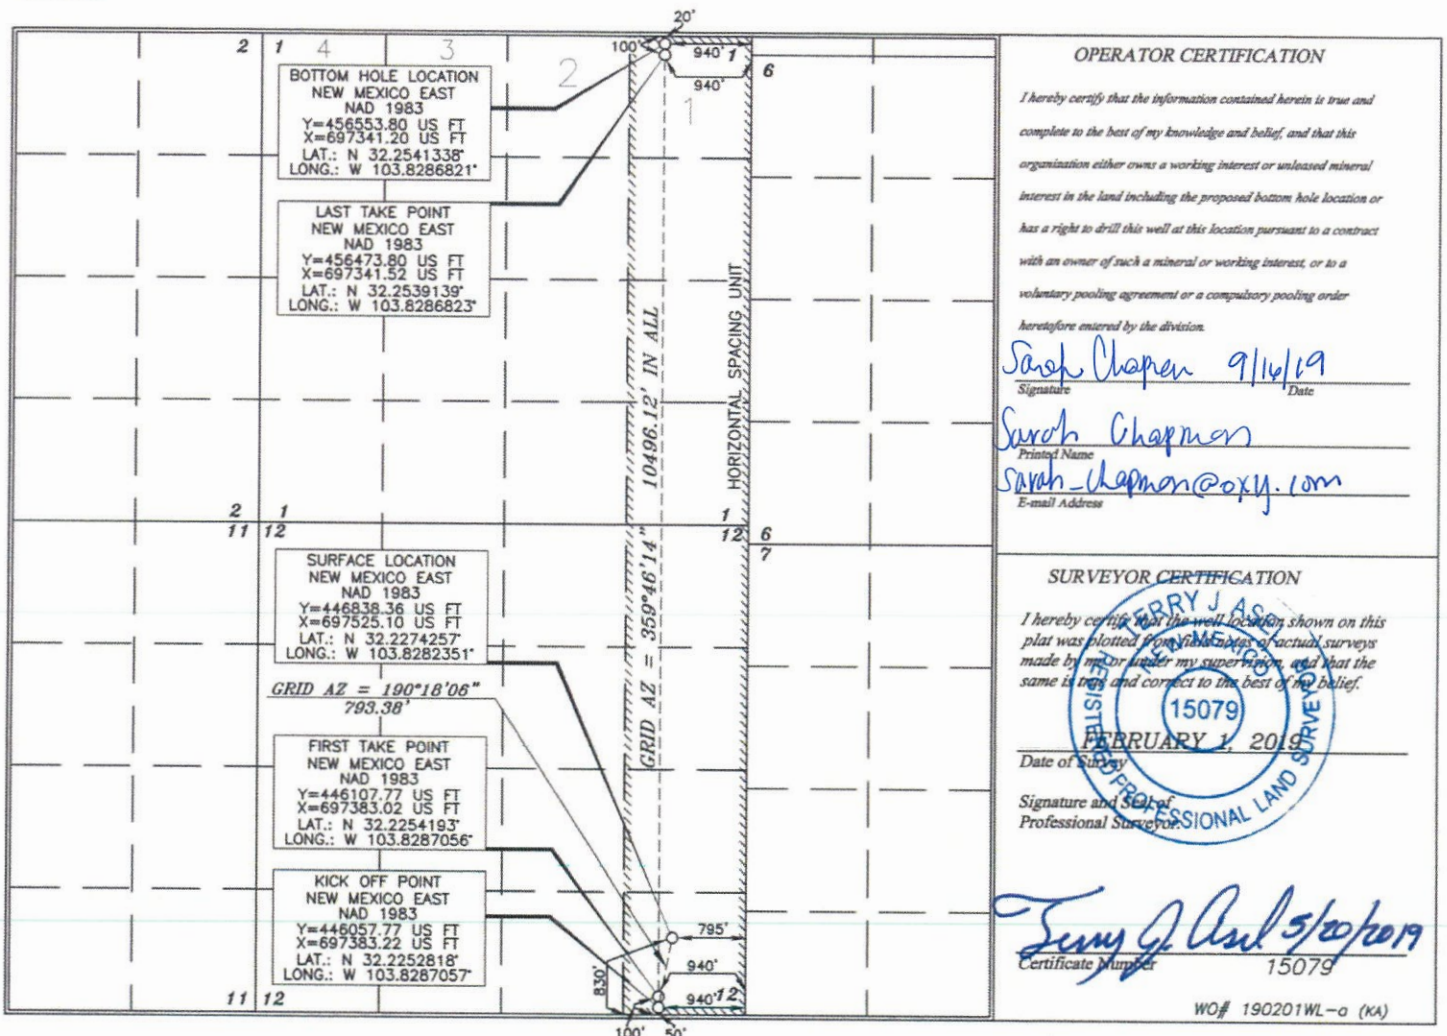 20'
100'
940'
1
940'
2
1
4
3
2
1
6
BOTTOM HOLE LOCATION
NEW MEXICO EAST
NAD 1983
Y=456553.80 US FT
X=697341.20 US FT
LAT.: N 32.2541338°
LONG.: W 103.8286821°
LAST TAKE POINT
NEW MEXICO EAST
NAD 1983
Y=456473.80 US FT
X=697341.52 US FT
LAT.: N 32.2539139°
LONG.: W 103.8286823°
GRID AZ = 359°46'14" 10496.12' IN ALL
HORIZONTAL SPACING UNIT
2 1
11 12
1
12 6
7
SURFACE LOCATION
NEW MEXICO EAST
NAD 1983
Y=446838.36 US FT
X=697525.10 US FT
LAT.: N 32.2274257°
LONG.: W 103.8282351°
GRID AZ = 190°18'06"
793.38'
FIRST TAKE POINT
NEW MEXICO EAST
NAD 1983
Y=446107.77 US FT
X=697383.02 US FT
LAT.: N 32.2254193°
LONG.: W 103.8287056°
KICK OFF POINT
NEW MEXICO EAST
NAD 1983
Y=446057.77 US FT
X=697383.22 US FT
LAT.: N 32.2252818°
LONG.: W 103.8287057°
795'
830'
940'
940'
12
11 12
100'
50'
OPERATOR CERTIFICATION
I hereby certify that the information contained herein is true and
complete to the best of my knowledge and belief, and that this
organization either owns a working interest or unleased mineral
interest in the land including the proposed bottom hole location or
has a right to drill this well at this location pursuant to a contract
with an owner of such a mineral or working interest, or to a
voluntary pooling agreement or a compulsory pooling order
heretofore entered by the division.
Sarah Chapman 9/16/19
Signature Date
Sarah Chapman
Printed Name
sarah_chapman@oxy.com
E-mail Address
SURVEYOR CERTIFICATION
I hereby certify that the well location shown on this
plat was plotted from field notes of actual surveys
made by me or under my supervision, and that the
same is true and correct to the best of my belief.
TERRY J. ASEL
NEW MEXICO
15079
REGISTERED PROFESSIONAL LAND SURVEYOR
FEBRUARY 1, 2019
Date of Survey
Signature and Seal of
Professional Surveyor:
Terry J. Asel 5/20/2019
Certificate Number 15079
WO# 190201WL-a (KA)